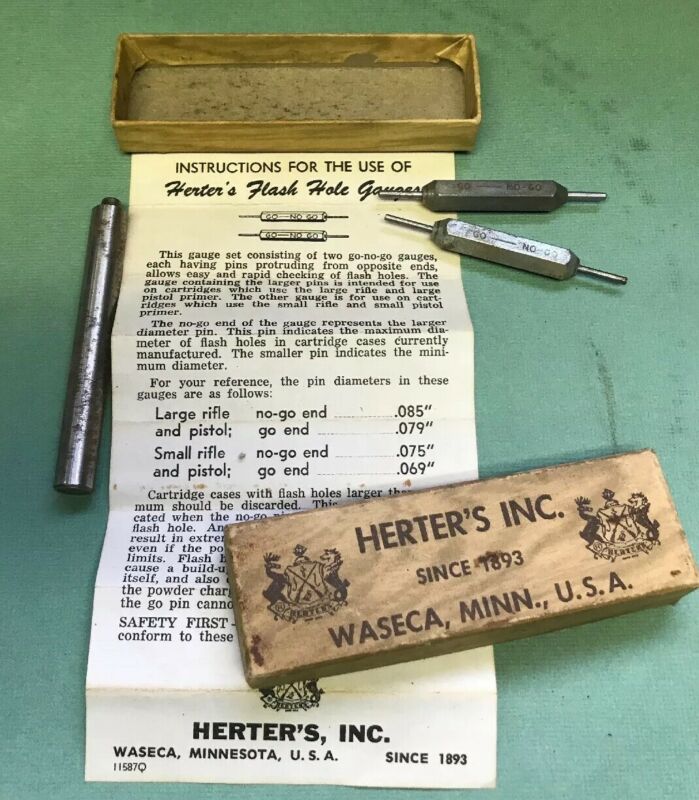 INSTRUCTIONS FOR THE USE OF
Herter's Flash Hole Gauges
GO — NO GO
GO — NO GO
GO — NO-GO
GO — NO-GO
This gauge set consisting of two go-no-go gauges,
each having pins protruding from opposite ends,
allows easy and rapid checking of flash holes. The
gauge containing the larger pins is intended for use
on cartridges which use the large rifle and large
pistol primer. The other gauge is for use on cart-
ridges which use the small rifle and small pistol
primer.
The no-go end of the gauge represents the larger
diameter pin. This pin indicates the maximum dia-
meter of flash holes in cartridge cases currently
manufactured. The smaller pin indicates the mini-
mum diameter.
For your reference, the pin diameters in these
gauges are as follows:
Large rifle no-go end .085"
and pistol; go end .079"
Small rifle no-go end .075"
and pistol; go end .069"
Cartridge cases with flash holes larger
mum should be discarded. This
cated when the no-go
flash hole.
result in
even if the
limits. Flash
cause a build-
itself, and also
the powder
the go pin
SAFETY FIRST
conform to these
HERTER'S INC.
SINCE 1893
WASECA, MINN., U.S.A.
HERTERS
HERTERS
HERTERS
HERTER'S, INC.
WASECA, MINNESOTA, U.S.A. SINCE 1893
11587Q